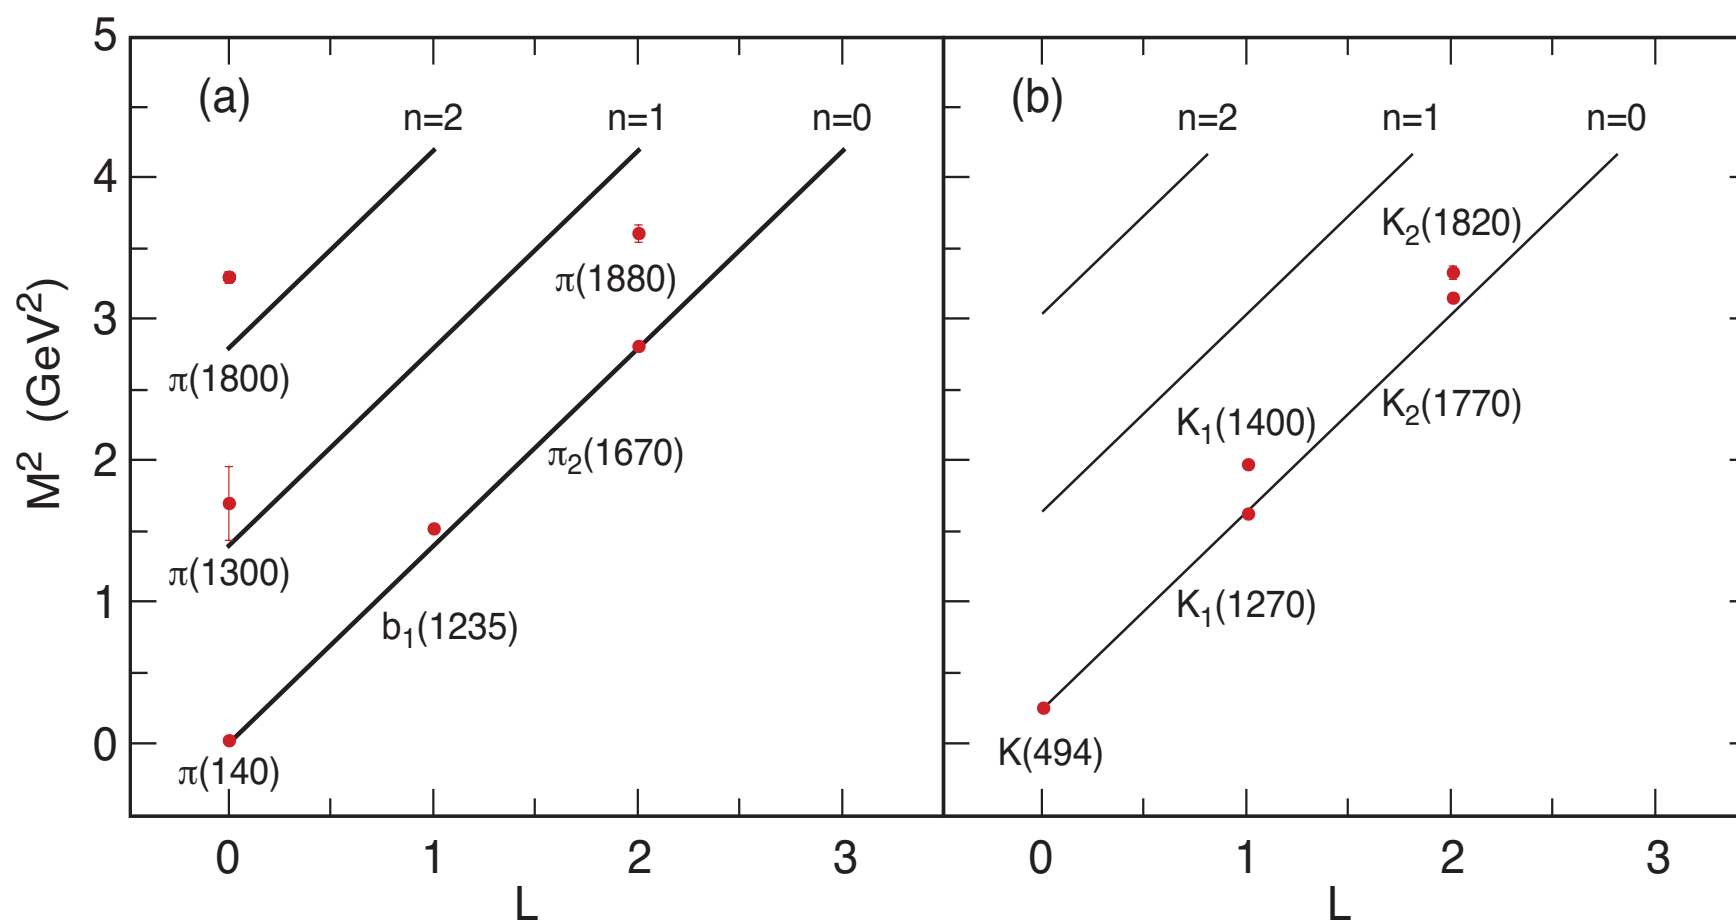 5
4
3
2
1
0
M² (GeV²)
(a)
n=2
n=1
n=0
π(1880)
π(1800)
π₂(1670)
π(1300)
b₁(1235)
π(140)
0 1 2 3
L
(b)
n=2
n=1
n=0
K₂(1820)
K₂(1770)
K₁(1400)
K₁(1270)
K(494)
0 1 2 3
L